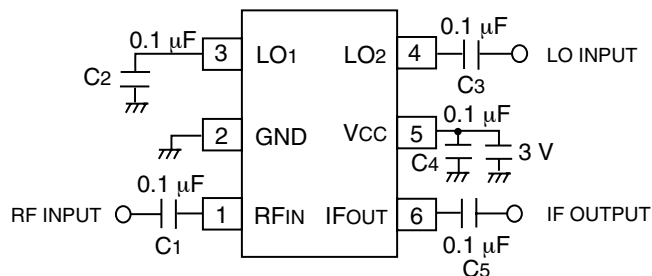 0.1 µF
C2
3
LO1
LO2
4
0.1 µF
C3
LO INPUT
2
GND
VCC
5
0.1 µF
C4
3 V
RF INPUT
0.1 µF
C1
1
RFIN
IFOUT
6
0.1 µF
C5
IF OUTPUT